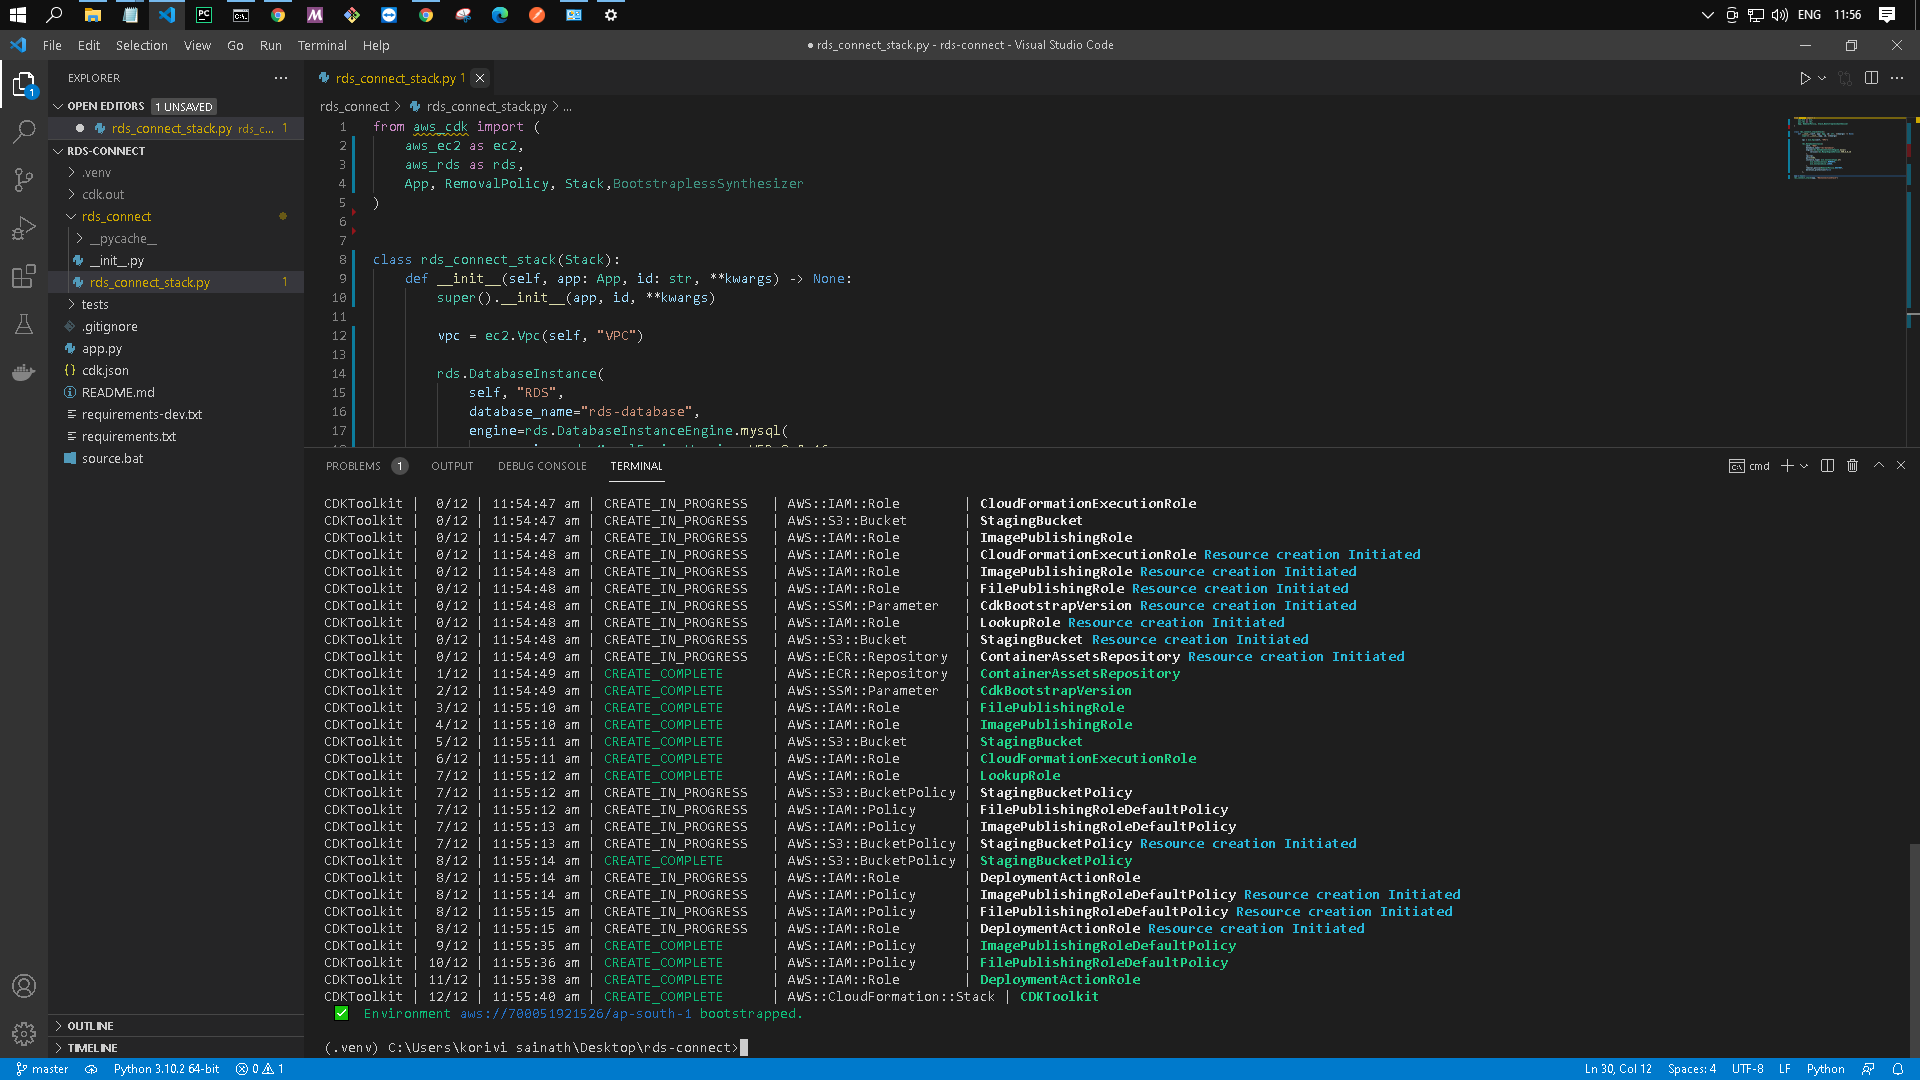 ENG
11:56
File Edit Selection View Go Run Terminal Help
● rds_connect_stack.py - rds-connect - Visual Studio Code
EXPLORER
OPEN EDITORS 1 UNSAVED
rds_connect_stack.py rds_c... 1
RDS-CONNECT
.venv
cdk.out
rds_connect
__pycache__
__init__.py
rds_connect_stack.py 1
tests
.gitignore
app.py
cdk.json
README.md
requirements-dev.txt
requirements.txt
source.bat
OUTLINE
TIMELINE
rds_connect_stack.py 1
rds_connect > rds_connect_stack.py > ...
1 from aws_cdk import (
2 aws_ec2 as ec2,
3 aws_rds as rds,
4 App, RemovalPolicy, Stack,BootstraplessSynthesizer
5 )
6
7
8 class rds_connect_stack(Stack):
9 def __init__(self, app: App, id: str, **kwargs) -> None:
10 super().__init__(app, id, **kwargs)
11
12 vpc = ec2.Vpc(self, "VPC")
13
14 rds.DatabaseInstance(
15 self, "RDS",
16 database_name="rds-database",
17 engine=rds.DatabaseInstanceEngine.mysql(
PROBLEMS 1 OUTPUT DEBUG CONSOLE TERMINAL
cmd
CDKToolkit | 0/12 | 11:54:47 am | CREATE_IN_PROGRESS | AWS::IAM::Role | CloudFormationExecutionRole
CDKToolkit | 0/12 | 11:54:47 am | CREATE_IN_PROGRESS | AWS::S3::Bucket | StagingBucket
CDKToolkit | 0/12 | 11:54:47 am | CREATE_IN_PROGRESS | AWS::IAM::Role | ImagePublishingRole
CDKToolkit | 0/12 | 11:54:48 am | CREATE_IN_PROGRESS | AWS::IAM::Role | CloudFormationExecutionRole Resource creation Initiated
CDKToolkit | 0/12 | 11:54:48 am | CREATE_IN_PROGRESS | AWS::IAM::Role | ImagePublishingRole Resource creation Initiated
CDKToolkit | 0/12 | 11:54:48 am | CREATE_IN_PROGRESS | AWS::IAM::Role | FilePublishingRole Resource creation Initiated
CDKToolkit | 0/12 | 11:54:48 am | CREATE_IN_PROGRESS | AWS::SSM::Parameter | CdkBootstrapVersion Resource creation Initiated
CDKToolkit | 0/12 | 11:54:48 am | CREATE_IN_PROGRESS | AWS::IAM::Role | LookupRole Resource creation Initiated
CDKToolkit | 0/12 | 11:54:48 am | CREATE_IN_PROGRESS | AWS::S3::Bucket | StagingBucket Resource creation Initiated
CDKToolkit | 0/12 | 11:54:49 am | CREATE_IN_PROGRESS | AWS::ECR::Repository | ContainerAssetsRepository Resource creation Initiated
CDKToolkit | 1/12 | 11:54:49 am | CREATE_COMPLETE | AWS::ECR::Repository | ContainerAssetsRepository
CDKToolkit | 2/12 | 11:54:49 am | CREATE_COMPLETE | AWS::SSM::Parameter | CdkBootstrapVersion
CDKToolkit | 3/12 | 11:55:10 am | CREATE_COMPLETE | AWS::IAM::Role | FilePublishingRole
CDKToolkit | 4/12 | 11:55:10 am | CREATE_COMPLETE | AWS::IAM::Role | ImagePublishingRole
CDKToolkit | 5/12 | 11:55:11 am | CREATE_COMPLETE | AWS::S3::Bucket | StagingBucket
CDKToolkit | 6/12 | 11:55:11 am | CREATE_COMPLETE | AWS::IAM::Role | CloudFormationExecutionRole
CDKToolkit | 7/12 | 11:55:12 am | CREATE_COMPLETE | AWS::IAM::Role | LookupRole
CDKToolkit | 7/12 | 11:55:12 am | CREATE_IN_PROGRESS | AWS::S3::BucketPolicy | StagingBucketPolicy
CDKToolkit | 7/12 | 11:55:12 am | CREATE_IN_PROGRESS | AWS::IAM::Policy | FilePublishingRoleDefaultPolicy
CDKToolkit | 7/12 | 11:55:13 am | CREATE_IN_PROGRESS | AWS::IAM::Policy | ImagePublishingRoleDefaultPolicy
CDKToolkit | 7/12 | 11:55:13 am | CREATE_IN_PROGRESS | AWS::S3::BucketPolicy | StagingBucketPolicy Resource creation Initiated
CDKToolkit | 8/12 | 11:55:14 am | CREATE_COMPLETE | AWS::S3::BucketPolicy | StagingBucketPolicy
CDKToolkit | 8/12 | 11:55:14 am | CREATE_IN_PROGRESS | AWS::IAM::Role | DeploymentActionRole
CDKToolkit | 8/12 | 11:55:14 am | CREATE_IN_PROGRESS | AWS::IAM::Policy | ImagePublishingRoleDefaultPolicy Resource creation Initiated
CDKToolkit | 8/12 | 11:55:15 am | CREATE_IN_PROGRESS | AWS::IAM::Policy | FilePublishingRoleDefaultPolicy Resource creation Initiated
CDKToolkit | 8/12 | 11:55:15 am | CREATE_IN_PROGRESS | AWS::IAM::Role | DeploymentActionRole Resource creation Initiated
CDKToolkit | 9/12 | 11:55:35 am | CREATE_COMPLETE | AWS::IAM::Policy | ImagePublishingRoleDefaultPolicy
CDKToolkit | 10/12 | 11:55:36 am | CREATE_COMPLETE | AWS::IAM::Policy | FilePublishingRoleDefaultPolicy
CDKToolkit | 11/12 | 11:55:38 am | CREATE_COMPLETE | AWS::IAM::Role | DeploymentActionRole
CDKToolkit | 12/12 | 11:55:40 am | CREATE_COMPLETE | AWS::CloudFormation::Stack | CDKToolkit
✅ Environment aws://700051921526/ap-south-1 bootstrapped.
(.venv) C:\Users\korivi sainath\Desktop\rds-connect>
master Python 3.10.2 64-bit 0 1 Ln 30, Col 12 Spaces: 4 UTF-8 LF Python